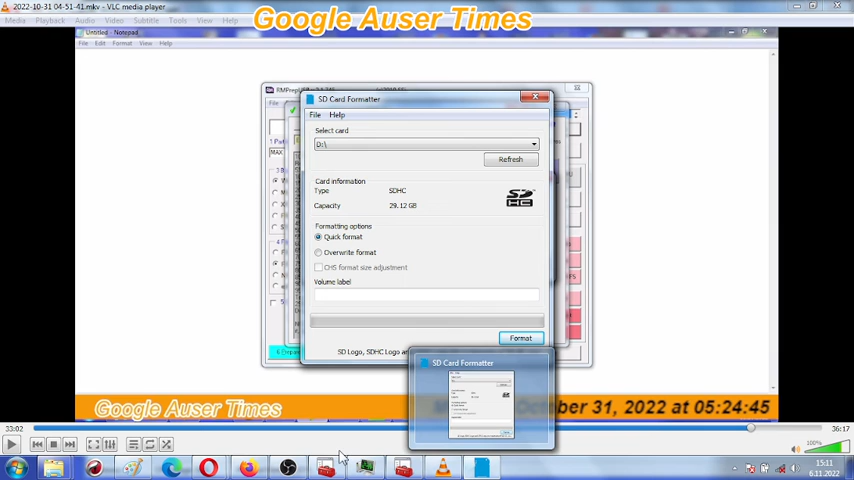 2022-10-31 04-51-41.mkv - VLC media player
Media Playback Audio Video Subtitle Tools View Help
Google Auser Times
Untitled - Notepad
File Edit Format View Help
SD Card Formatter
File Help
Select card
D:\
Refresh
Card information
Type SDHC
Capacity 29.12 GB
Formatting options
Quick format
Overwrite format
CHS format size adjustment
Volume label
Format
SD Logo, SDHC Logo
SD Card Formatter
Google Auser Times
October 31, 2022 at 05:24:45
33:02
36:17
100%
15:11
6.11.2022